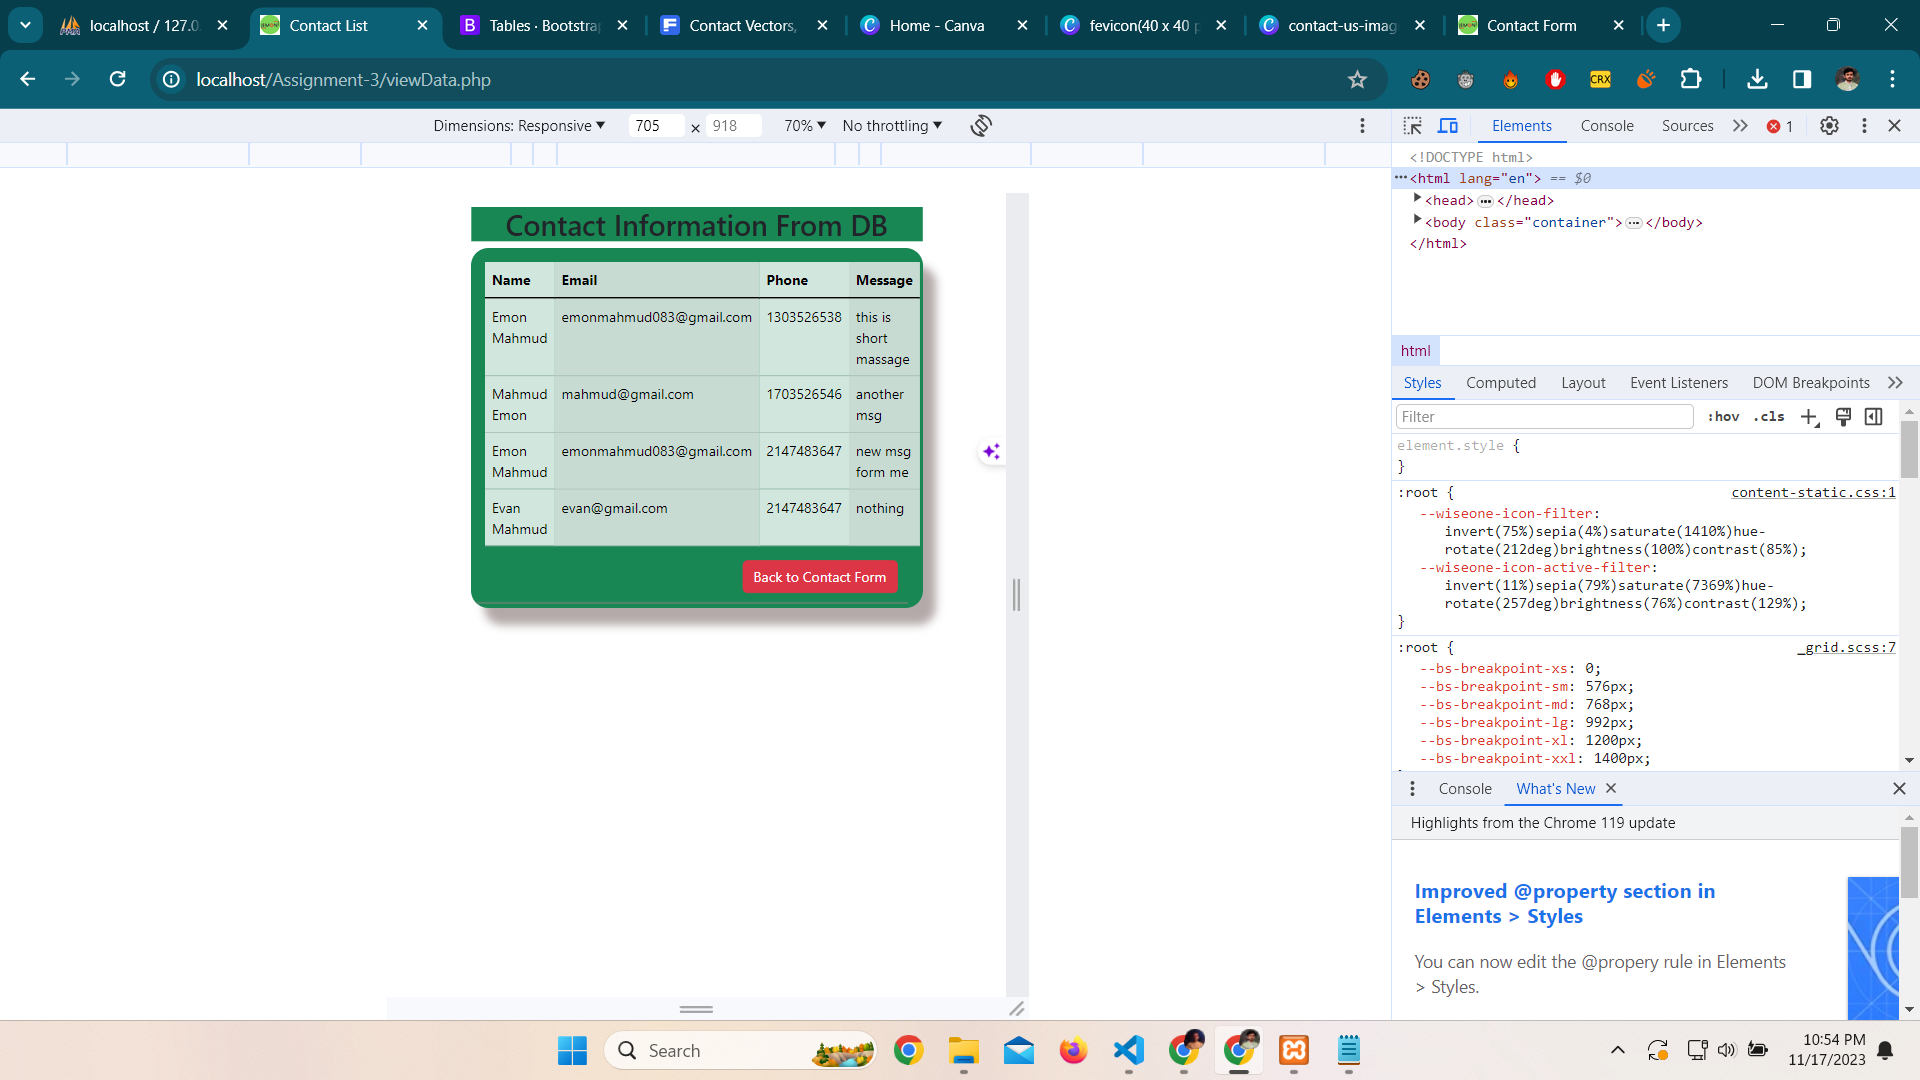 localhost / 127.0.
Contact List
Tables · Bootstrap
Contact Vectors,
Home - Canva
fevicon(40 x 40 p
contact-us-imag
Contact Form
localhost/Assignment-3/viewData.php
CRX
Dimensions: Responsive
705
×
918
70%
No throttling
Elements
Console
Sources
1
<!DOCTYPE html>
<html lang="en"> == $0
<head> </head>
<body class="container"> </body>
</html>
html
Styles
Computed
Layout
Event Listeners
DOM Breakpoints
Filter
:hov
.cls
element.style {
}
:root {
content-static.css:1
--wiseone-icon-filter:
invert(75%)sepia(4%)saturate(1410%)hue-
rotate(212deg)brightness(100%)contrast(85%);
--wiseone-icon-active-filter:
invert(11%)sepia(79%)saturate(7369%)hue-
rotate(257deg)brightness(76%)contrast(129%);
}
:root {
_grid.scss:7
--bs-breakpoint-xs: 0;
--bs-breakpoint-sm: 576px;
--bs-breakpoint-md: 768px;
--bs-breakpoint-lg: 992px;
--bs-breakpoint-xl: 1200px;
--bs-breakpoint-xxl: 1400px;
Console
What's New
Highlights from the Chrome 119 update
Improved @property section in
Elements > Styles
You can now edit the @propery rule in Elements
> Styles.
Contact Information From DB
Name Email Phone Message
Emon Mahmud emonmahmud083@gmail.com 1303526538 this is short massage
Mahmud Emon mahmud@gmail.com 1703526546 another msg
Emon Mahmud emonmahmud083@gmail.com 2147483647 new msg form me
Evan Mahmud evan@gmail.com 2147483647 nothing
Back to Contact Form
Search
10:54 PM
11/17/2023